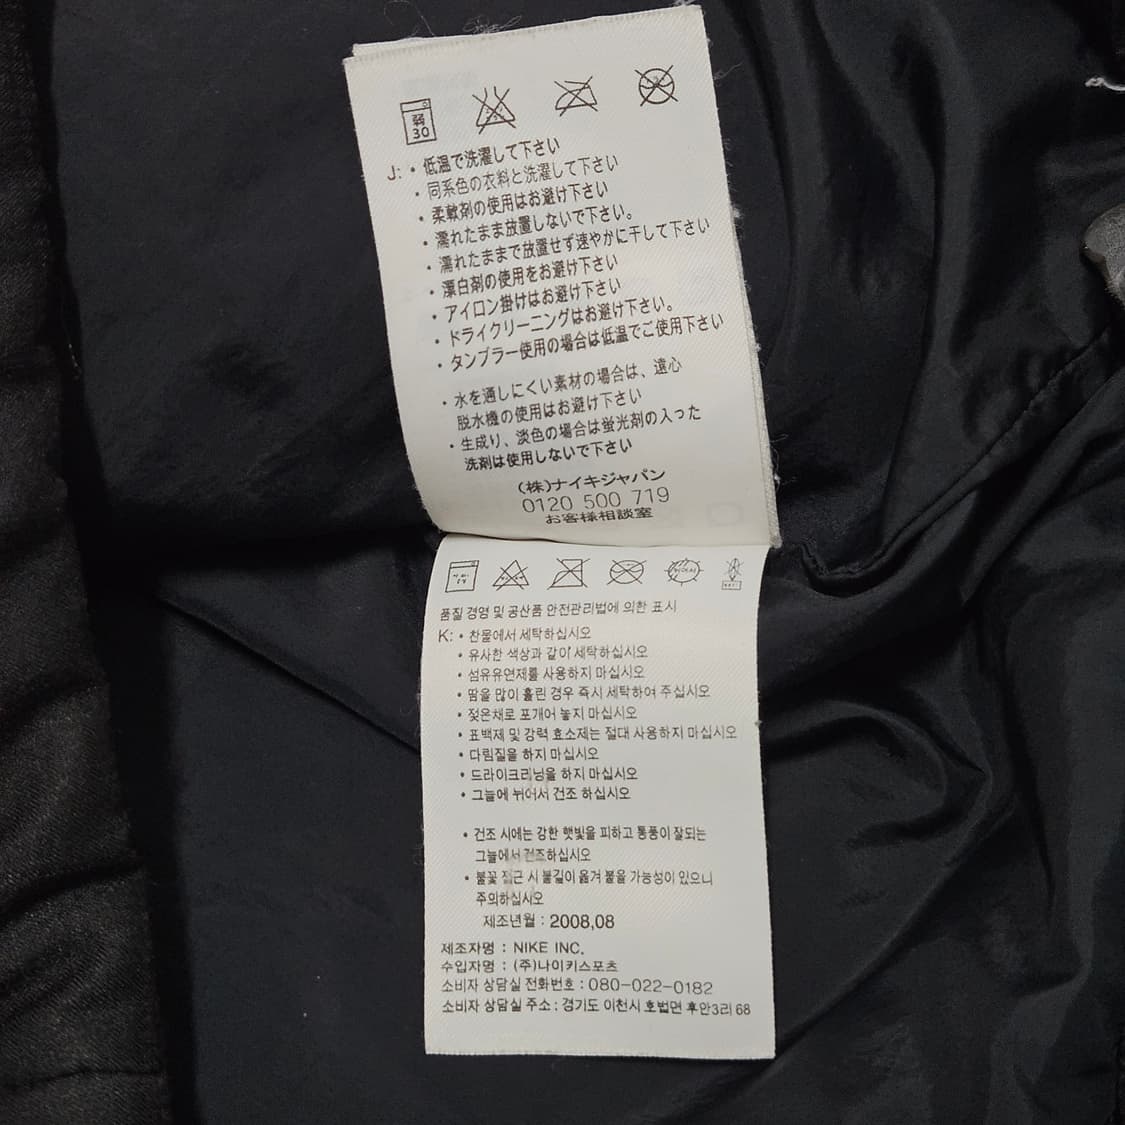 弱
30
J: • 低温で洗濯して下さい
• 同系色の衣料と洗濯して下さい
• 柔軟剤の使用はお避け下さい
• 濡れたまま放置しないで下さい。
• 濡れたままで放置せず速やかに干して下さい
• 漂白剤の使用をお避け下さい
• アイロン掛けはお避け下さい
• ドライクリーニングはお避け下さい。
• タンブラー使用の場合は低温でご使用下さい
• 水を通しにくい素材の場合は、遠心
脱水機の使用はお避け下さい
• 生成り、淡色の場合は蛍光剤の入った
洗剤は使用しないで下さい
(株)ナイキジャパン
0120 500 719
お客様相談室
품질 경영 및 공산품 안전관리법에 의한 표시
K: • 찬물에서 세탁하십시오
• 유사한 색상과 같이 세탁하십시오
• 섬유유연제를 사용하지 마십시오
• 땀을 많이 흘린 경우 즉시 세탁하여 주십시오
• 젖은채로 포개어 놓지 마십시오
• 표백제 및 강력 효소제는 절대 사용하지 마십시오
• 다림질을 하지 마십시오
• 드라이크리닝을 하지 마십시오
• 그늘에 뉘어서 건조 하십시오
• 건조 시에는 강한 햇빛을 피하고 통풍이 잘되는
그늘에서 건조하십시오
• 불꽃 접근 시 불길이 옮겨 붙을 가능성이 있으니
주의하십시오
제조년월 : 2008,08
제조자명 : NIKE INC.
수입자명 : (주)나이키스포츠
소비자 상담실 전화번호 : 080-022-0182
소비자 상담실 주소 : 경기도 이천시 호법면 후안3리 68